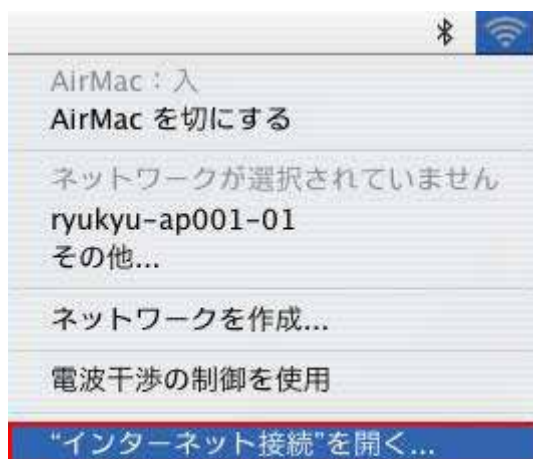 AirMac：入
AirMac を切にする
ネットワークが選択されていません
ryukyu-ap001-01
その他...
ネットワークを作成...
電波干渉の制御を使用
“インターネット接続”を開く...